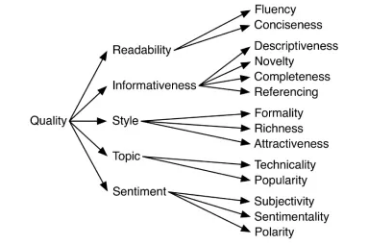 Quality
Readability
Fluency
Conciseness
Informativeness
Descriptiveness
Novelty
Completeness
Referencing
Style
Formality
Richness
Attractiveness
Topic
Technicality
Popularity
Sentiment
Subjectivity
Sentimentality
Polarity